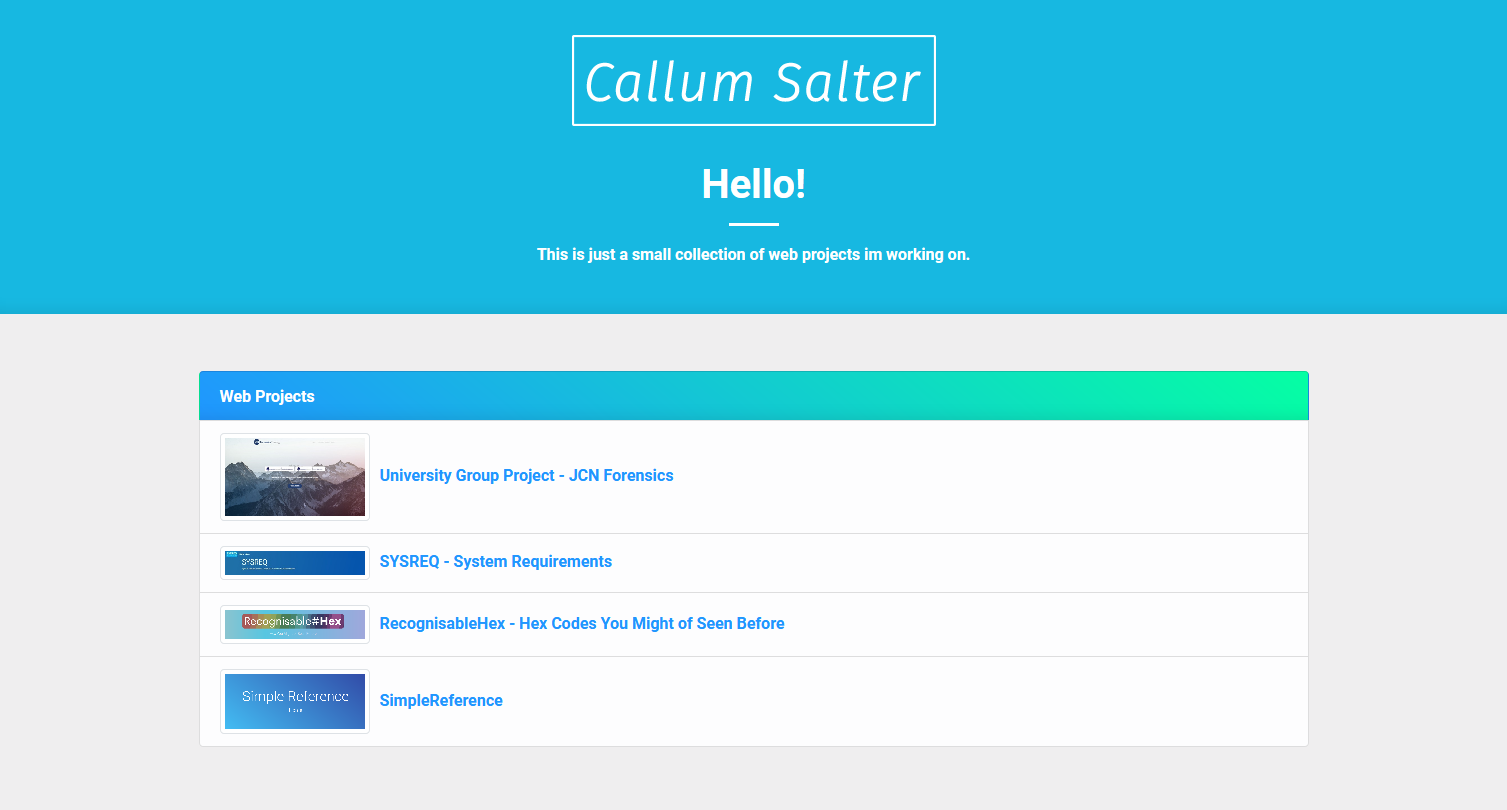 Callum Salter
Hello!
This is just a small collection of web projects im working on.
Web Projects
University Group Project - JCN Forensics
SYSREQ
SYSREQ - System Requirements
Recognisable#Hex
RecognisableHex - Hex Codes You Might of Seen Before
Simple Reference
SimpleReference